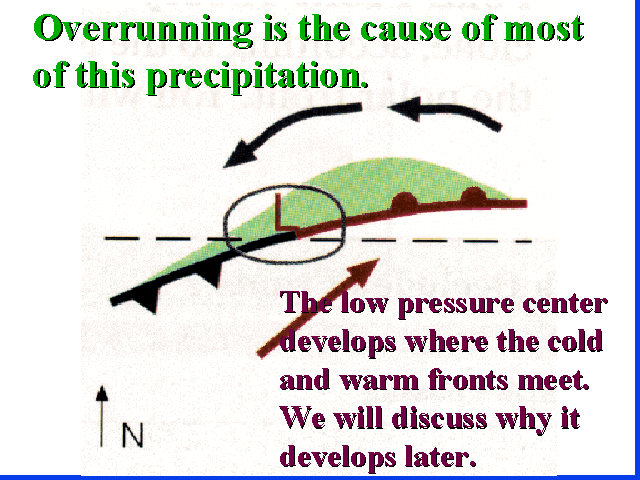 Overrunning is the cause of most
of this precipitation.
L
The low pressure center
develops where the cold
and warm fronts meet.
We will discuss why it
develops later.
N